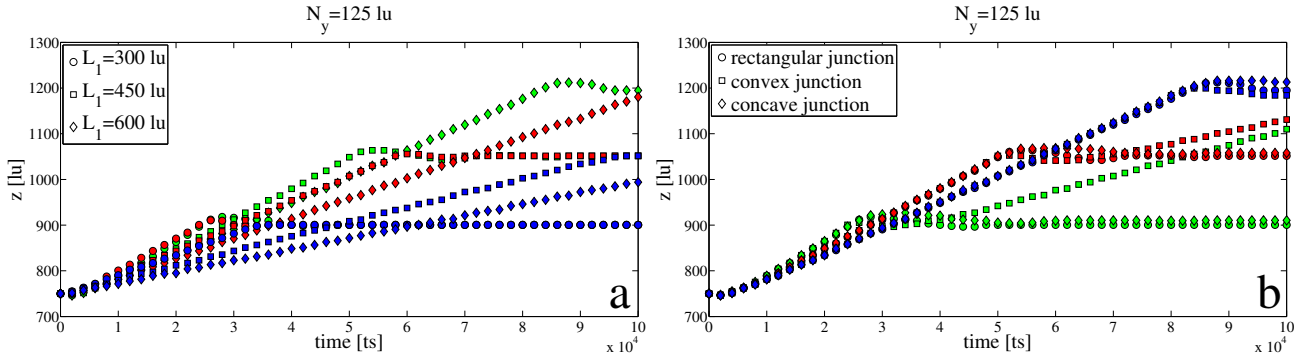 N_y=125 lu
z [lu]
1300
1200
1100
1000
900
800
700
L_1=300 lu
L_1=450 lu
L_1=600 lu
a
0 1 2 3 4 5 6 7 8 9 10
time [ts]
x 10^4
N_y=125 lu
z [lu]
1300
1200
1100
1000
900
800
700
rectangular junction
convex junction
concave junction
b
0 1 2 3 4 5 6 7 8 9 10
time [ts]
x 10^4